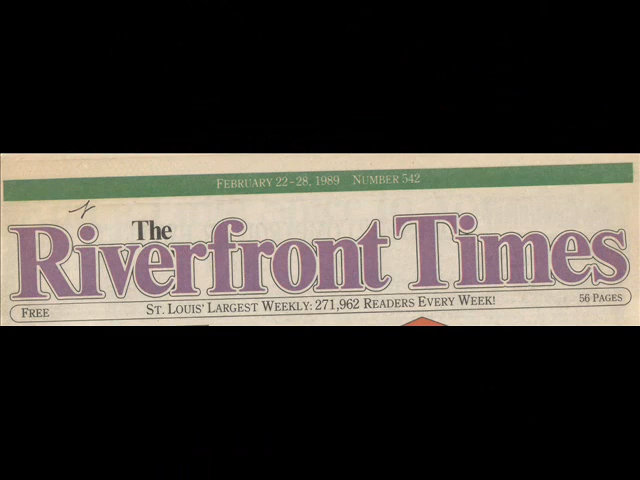 FEBRUARY 22-28, 1989 NUMBER 542
The
Riverfront Times
FREE ST. LOUIS' LARGEST WEEKLY: 271,962 READERS EVERY WEEK! 56 PAGES